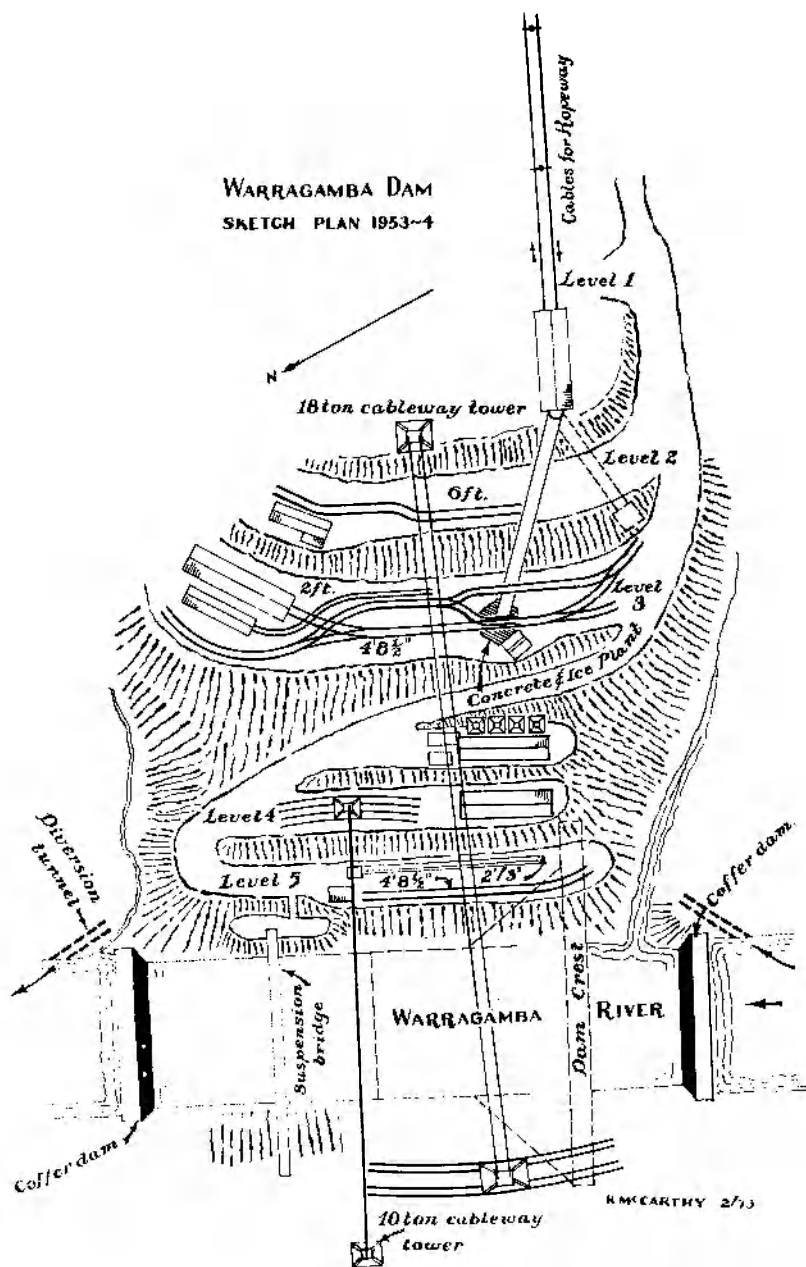 Cables for Ropeway
WARRAGAMBA DAM
SKETCH PLAN 1953~4
Level 1
N
18 ton cableway tower
Level 2
6ft.
2ft.
Level
3
4'8½"
Concrete & Ice Plant
Level 4
Diversion
tunnel
Level 5
4'8½"
2'/3'
Coffer dam
Suspension
bridge
WARRAGAMBA
RIVER
Dam Crest
Coffer dam
R McCARTHY 2/73
10 ton cableway
tower